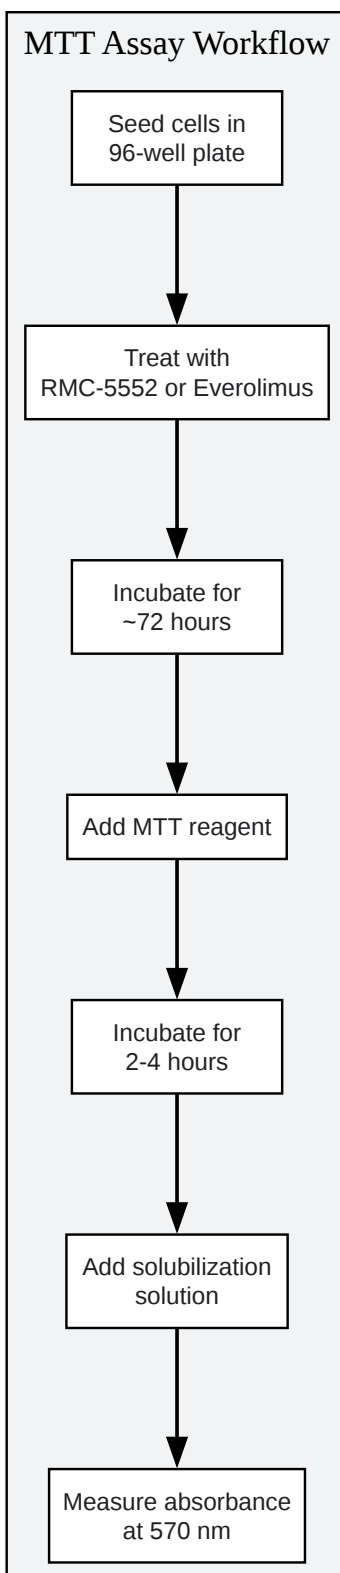 MTT Assay Workflow
Seed cells in
96-well plate
Treat with
RMC-5552 or Everolimus
Incubate for
~72 hours
Add MTT reagent
Incubate for
2-4 hours
Add solubilization
solution
Measure absorbance
at 570 nm